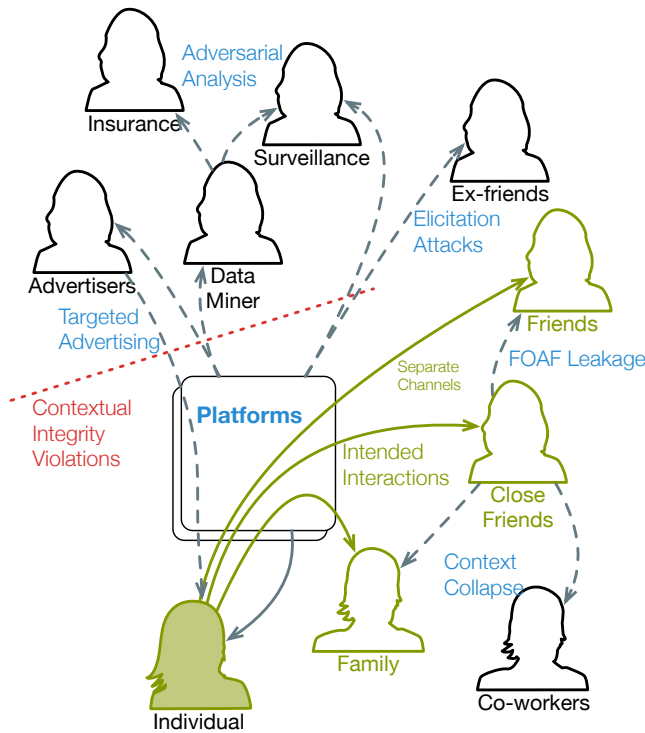 Adversarial
Analysis
Insurance
Surveillance
Ex-friends
Elicitation
Attacks
Advertisers
Data
Miner
Targeted
Advertising
Friends
FOAF Leakage
Separate
Channels
Platforms
Contextual
Integrity
Violations
Intended
Interactions
Close
Friends
Context
Collapse
Family
Individual
Co-workers